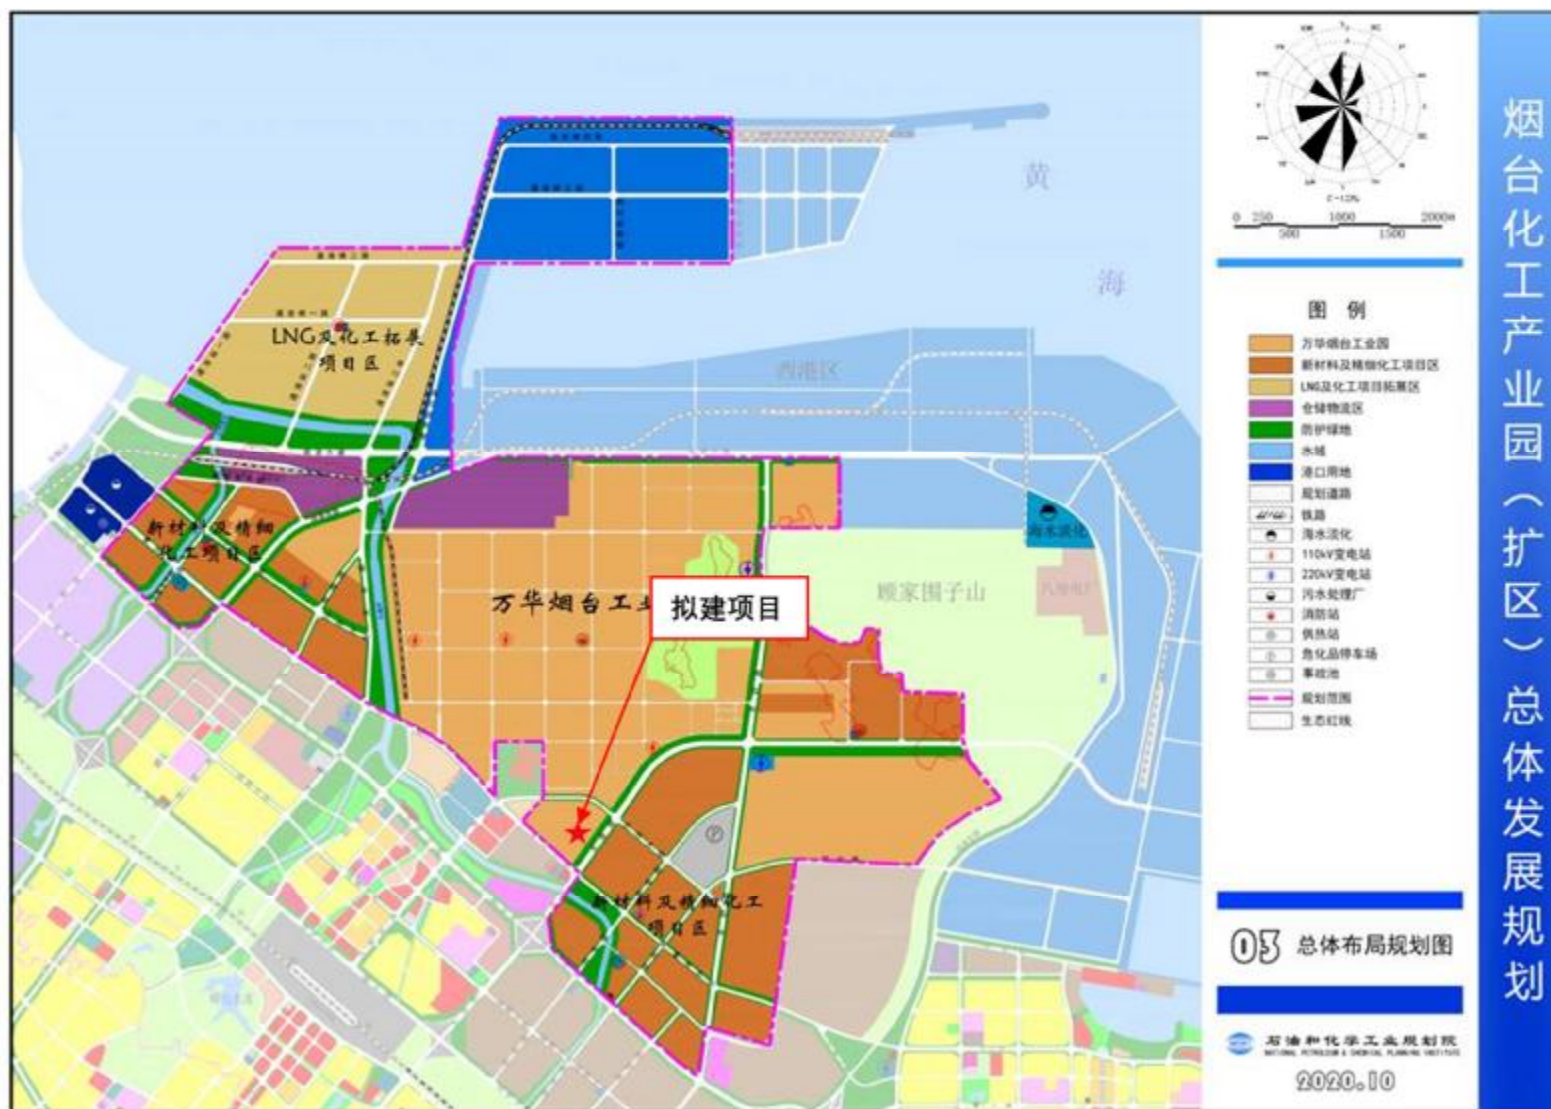 黄
海
LNG及化工拓展
项目区
西港区
新材料及精细
化工项目区
海水淡化
万华烟台工业
拟建项目
顾家围子山
新材料及精细化工
项目区
C=12%
0 250 1000 2000m
500 1500
图 例
万华烟台工业园
新材料及精细化工项目区
LNG及化工项目拓展区
仓储物流区
防护绿地
水域
港口用地
规划道路
铁路
海水淡化
110kV变电站
220kV变电站
污水处理厂
消防站
供热站
危化品停车场
事故池
规划范围
生态红线
03 总体布局规划图
石油和化学工业规划院
NATIONAL PETROLEUM & CHEMICAL PLANNING INSTITUTE
2020.10
烟台化工产业园（扩区）总体发展规划